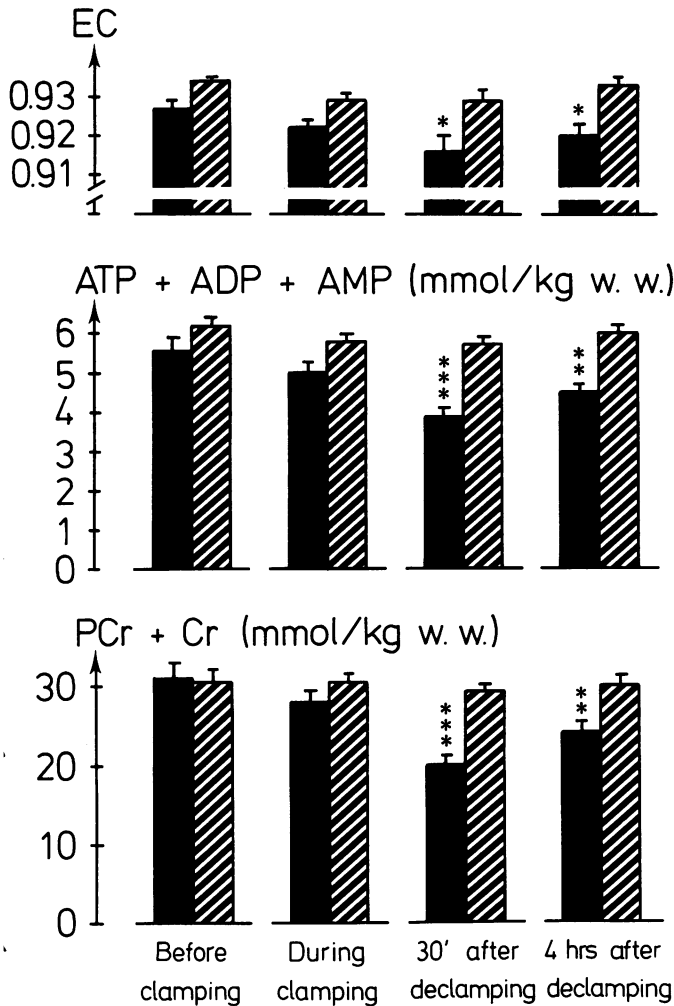 EC
0.93
0.92
0.91
* *
ATP + ADP + AMP (mmol/kg w. w.)
6
5
4
3
2
1
0
*** **
PCr + Cr (mmol/kg w. w.)
30
20
10
0
*** **
Before clamping
During clamping
30' after declamping
4 hrs after declamping